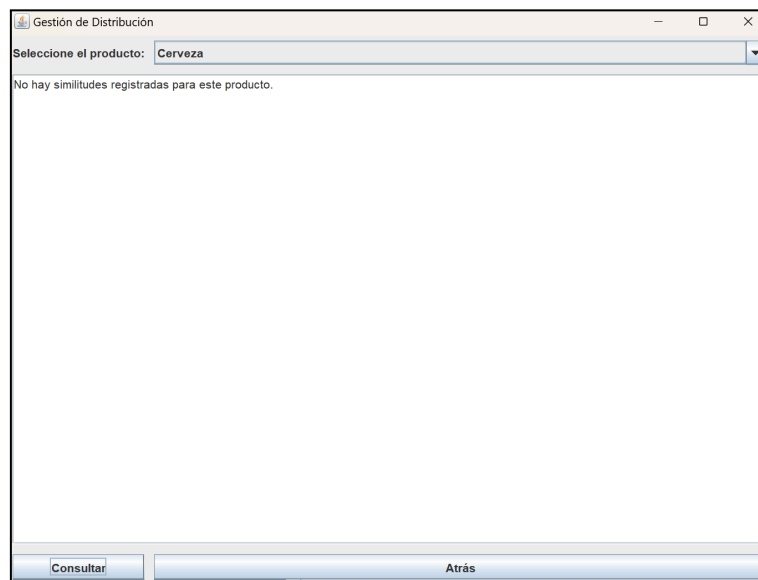 Gestión de Distribución
Seleccione el producto: Cerveza
No hay similitudes registradas para este producto.
Consultar Atrás